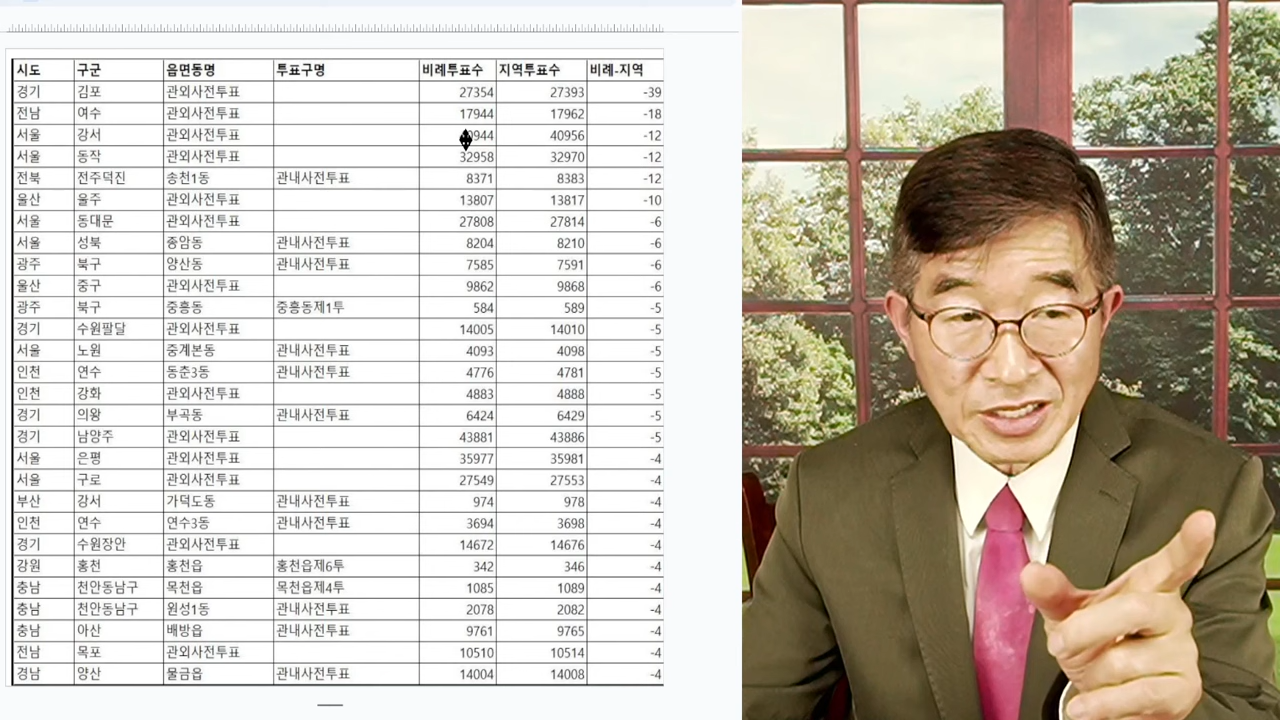 시도 구군 읍면동명 투표구명 비례투표수 지역투표수 비례-지역
경기 김포 관외사전투표 27354 27393 -39
전남 여수 관외사전투표 17944 17962 -18
서울 강서 관외사전투표 40956 -12
서울 동작 관외사전투표 32958 32970 -12
전북 전주덕진 송천1동 관내사전투표 8371 8383 -12
울산 울주 관외사전투표 13807 13817 -10
서울 동대문 관외사전투표 27808 27814 -6
서울 성북 종암동 관내사전투표 8204 8210 -6
광주 북구 양산동 관내사전투표 7585 7591 -6
울산 중구 관외사전투표 9862 9868 -6
광주 북구 중흥동 중흥동제1투 584 589 -5
경기 수원팔달 관외사전투표 14005 14010 -5
서울 노원 중계본동 관내사전투표 4093 4098 -5
인천 연수 동춘3동 관내사전투표 4776 4781 -5
인천 강화 관외사전투표 4883 4888 -5
경기 의왕 부곡동 관내사전투표 6424 6429 -5
경기 남양주 관외사전투표 43881 43886 -5
서울 은평 관외사전투표 35977 35981 -4
서울 구로 관외사전투표 27549 27553 -4
부산 강서 가덕도동 관내사전투표 974 978 -4
인천 연수 연수3동 관내사전투표 3694 3698 -4
경기 수원장안 관외사전투표 14672 14676 -4
강원 홍천 홍천읍 홍천읍제6투 342 346 -4
충남 천안동남구 목천읍 목천읍제4투 1085 1089 -4
충남 천안동남구 원성1동 관내사전투표 2078 2082 -4
충남 아산 배방읍 관내사전투표 9761 9765 -4
전남 목포 관외사전투표 10510 10514 -4
경남 양산 물금읍 관내사전투표 14004 14008 -4